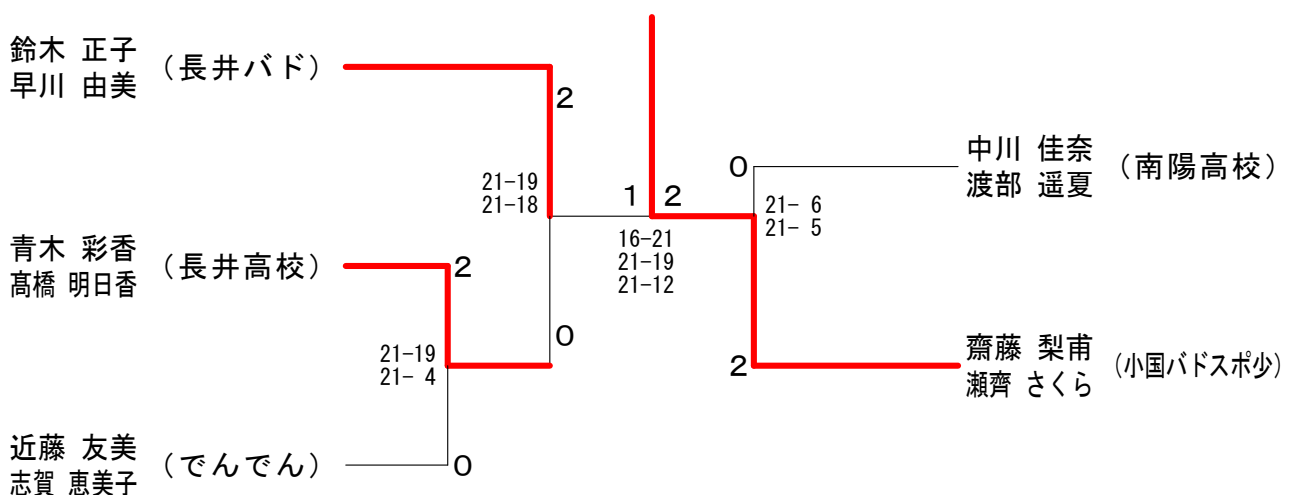 鈴木 正子
早川 由美
（長井バド）
2
21-19
21-18
青木 彩香
髙橋 明日香
（長井高校）
2
21-19
21- 4
0
近藤 友美
志賀 恵美子
（でんでん）
0
1 2
16-21
21-19
21-12
中川 佳奈
渡部 遥夏
（南陽高校）
0
21- 6
21- 5
齋藤 梨甫
瀬齊 さくら
（小国バドスポ少）
2